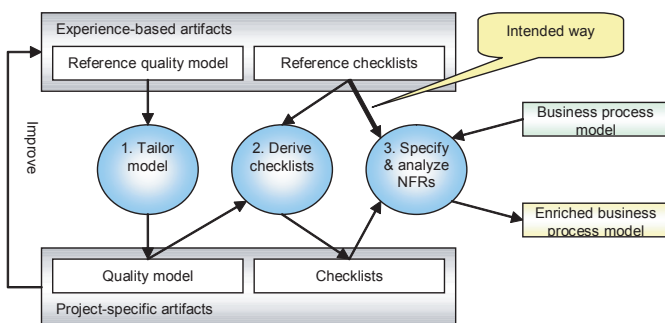 Experience-based artifacts
Intended way
Reference quality model
Reference checklists
Improve
1. Tailor
model
2. Derive
checklists
3. Specify
& analyze
NFRs
Business process
model
Enriched business
process model
Quality model
Checklists
Project-specific artifacts